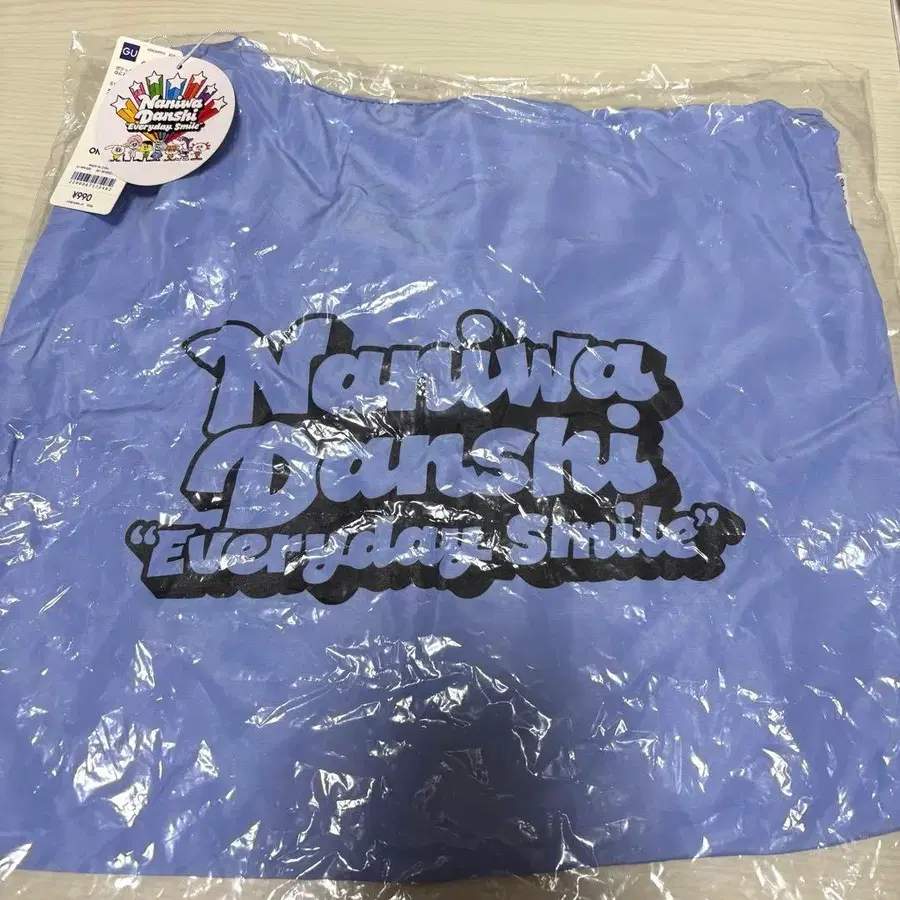 GU
Naniwa
Danshi
"Everyday Smile"
¥990
Naniwa
Danshi
"Everyday Smile"